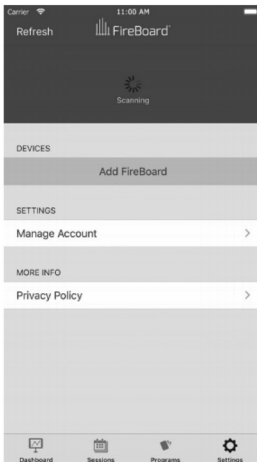 Carrier 11:00 AM
Refresh FireBoard
Scanning
DEVICES
Add FireBoard
SETTINGS
Manage Account
MORE INFO
Privacy Policy
Dashboard Sessions Programs Settings